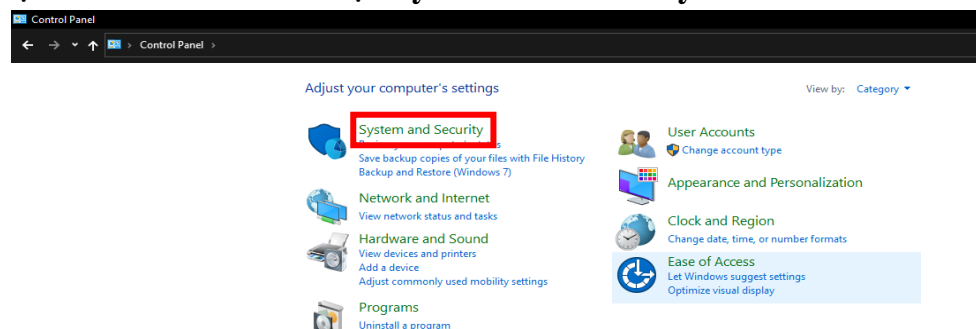 Control Panel
Control Panel
Adjust your computer's settings
View by: Category
System and Security
Save backup copies of your files with File History
Backup and Restore (Windows 7)
Network and Internet
View network status and tasks
Hardware and Sound
View devices and printers
Add a device
Adjust commonly used mobility settings
Programs
Uninstall a program
User Accounts
Change account type
Appearance and Personalization
Clock and Region
Change date, time, or number formats
Ease of Access
Let Windows suggest settings
Optimize visual display